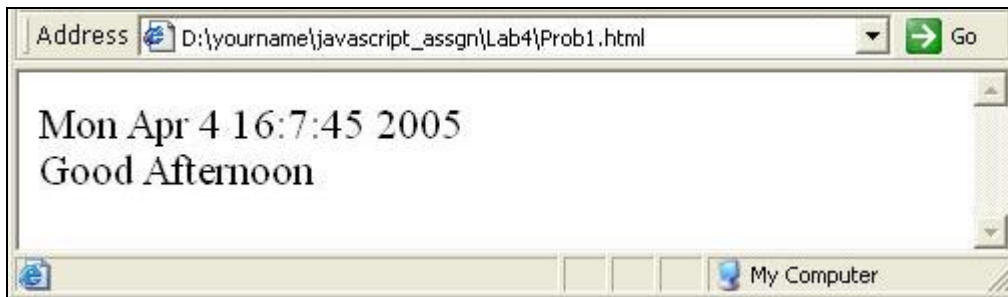 Address D:\yourname\javascript_assgn\Lab4\Prob1.html Go
Mon Apr 4 16:7:45 2005
Good Afternoon
My Computer